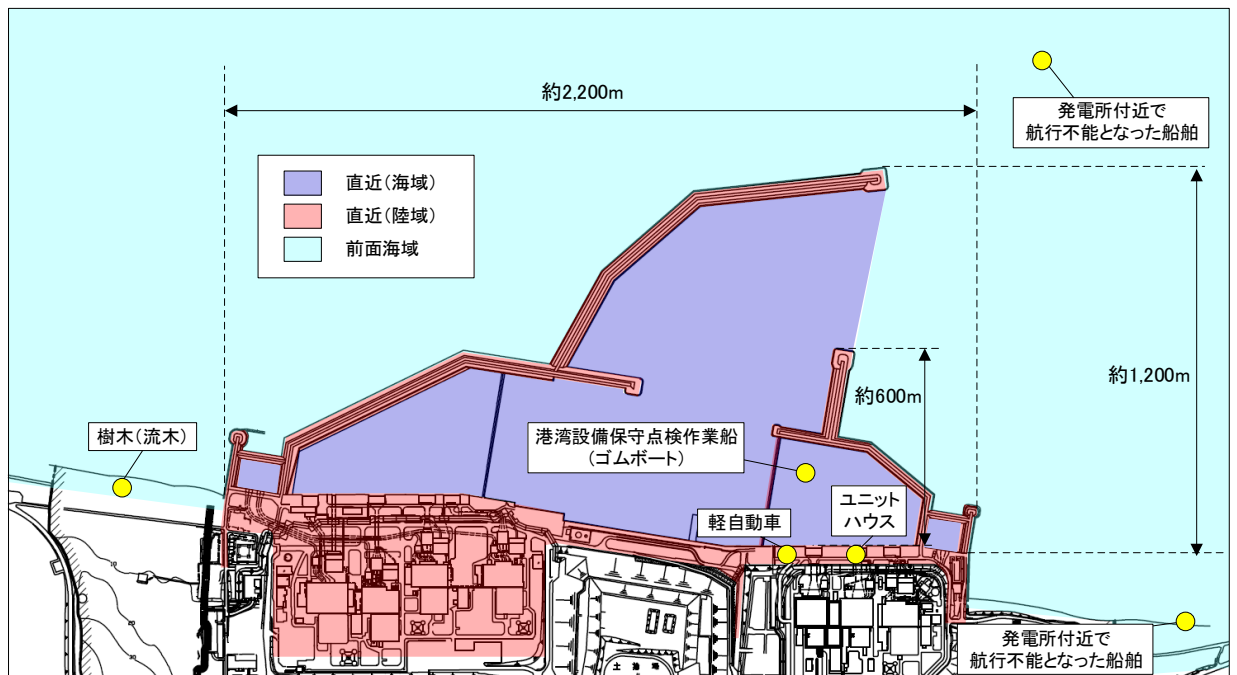 約2,200m
発電所付近で
航行不能となった船舶
直近(海域)
直近(陸域)
前面海域
約1,200m
約600m
樹木(流木)
港湾設備保守点検作業船
(ゴムボート)
ユニット
ハウス
軽自動車
発電所付近で
航行不能となった船舶